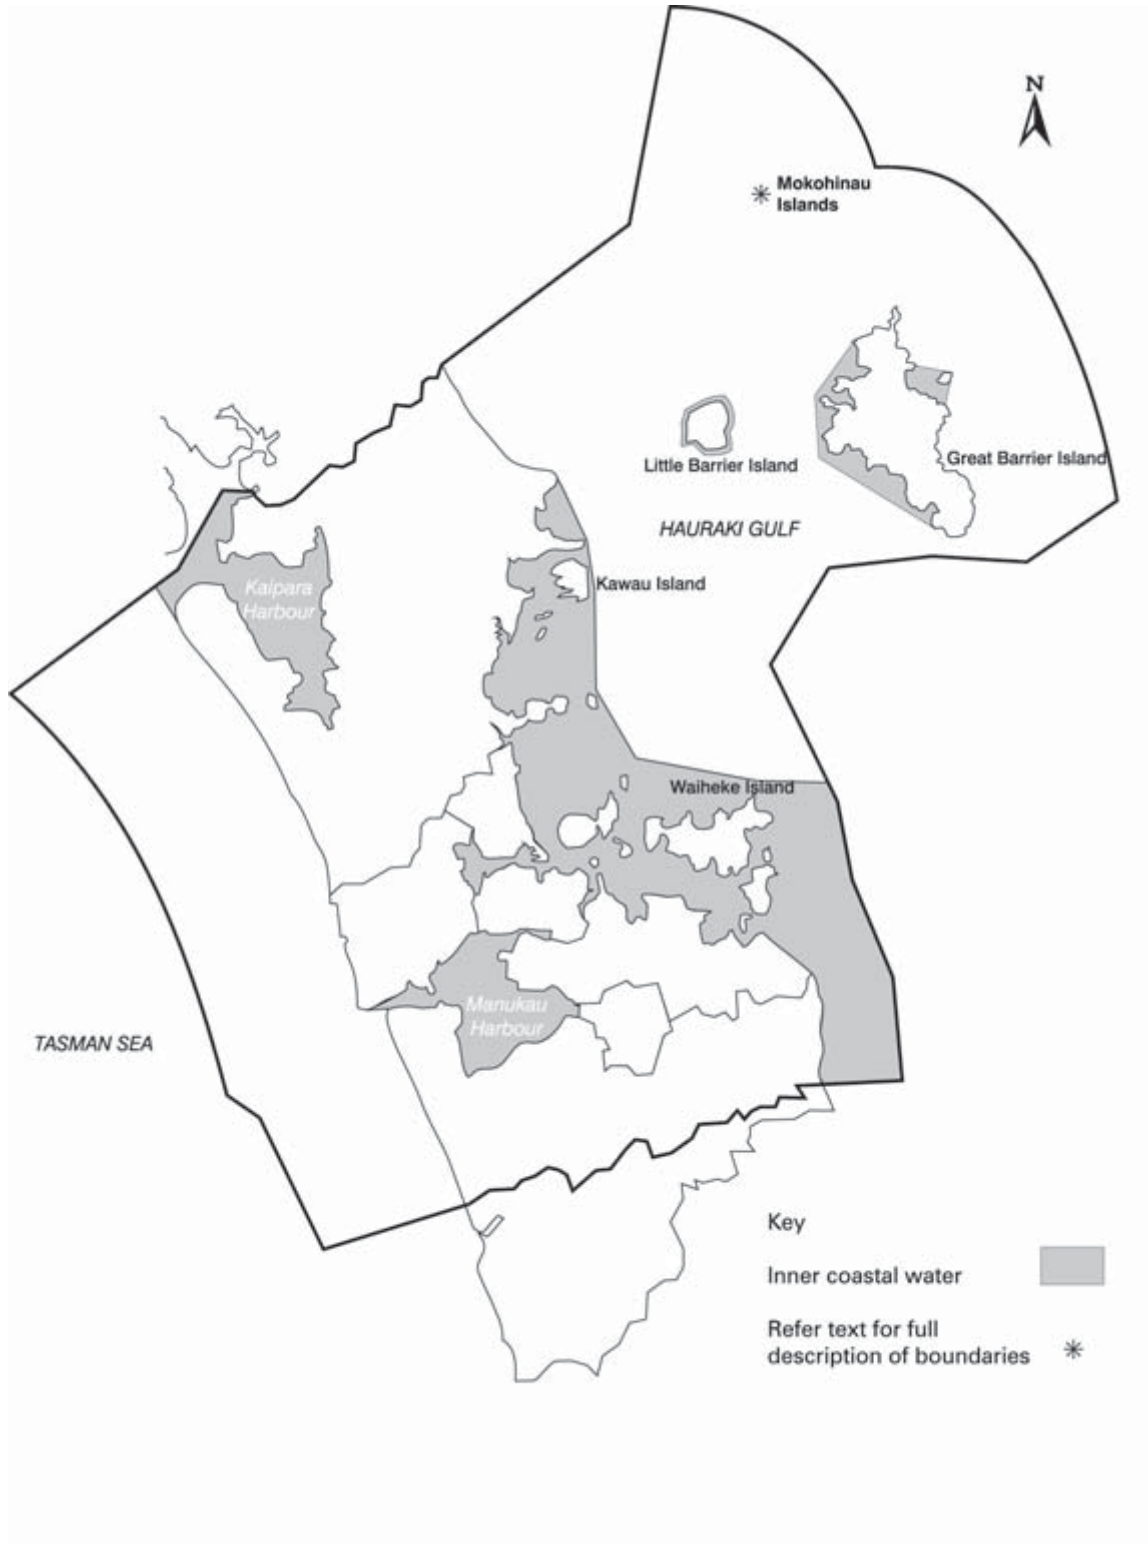 N
Mokohinau
Islands
Little Barrier Island
Great Barrier Island
HAURAKI GULF
Kaipara
Harbour
Kawau Island
Waiheke Island
Manukau
Harbour
TASMAN SEA
Key
Inner coastal water
Refer text for full
description of boundaries